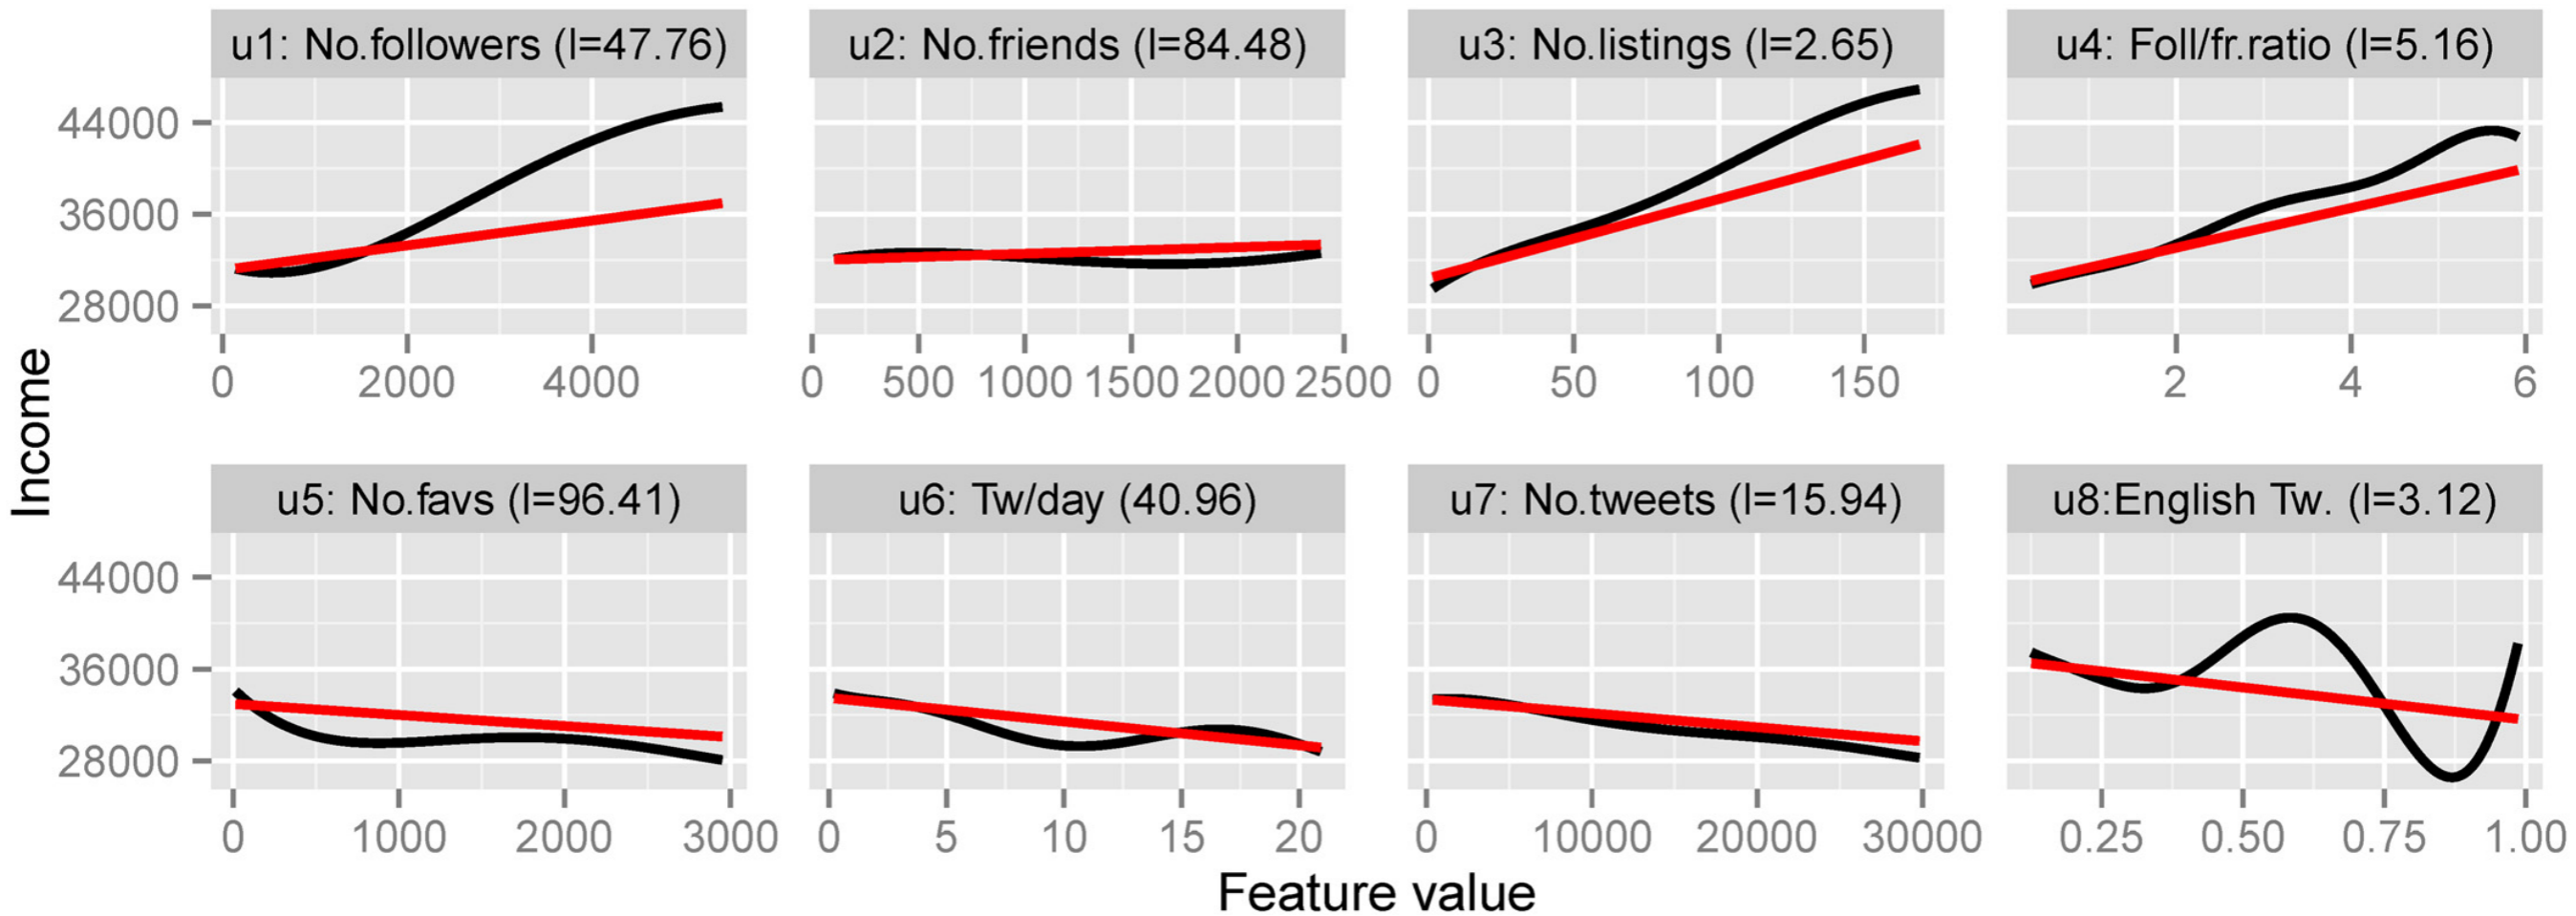 u1: No.followers (l=47.76)
u2: No.friends (l=84.48)
u3: No.listings (l=2.65)
u4: Foll/fr.ratio (l=5.16)
44000
36000
28000
0 2000 4000
0 500 1000 1500 2000 2500
0 50 100 150
2 4 6
Income
u5: No.favs (l=96.41)
u6: Tw/day (40.96)
u7: No.tweets (l=15.94)
u8:English Tw. (l=3.12)
44000
36000
28000
0 1000 2000 3000
0 5 10 15 20
0 10000 20000 30000
0.25 0.50 0.75 1.00
Feature value